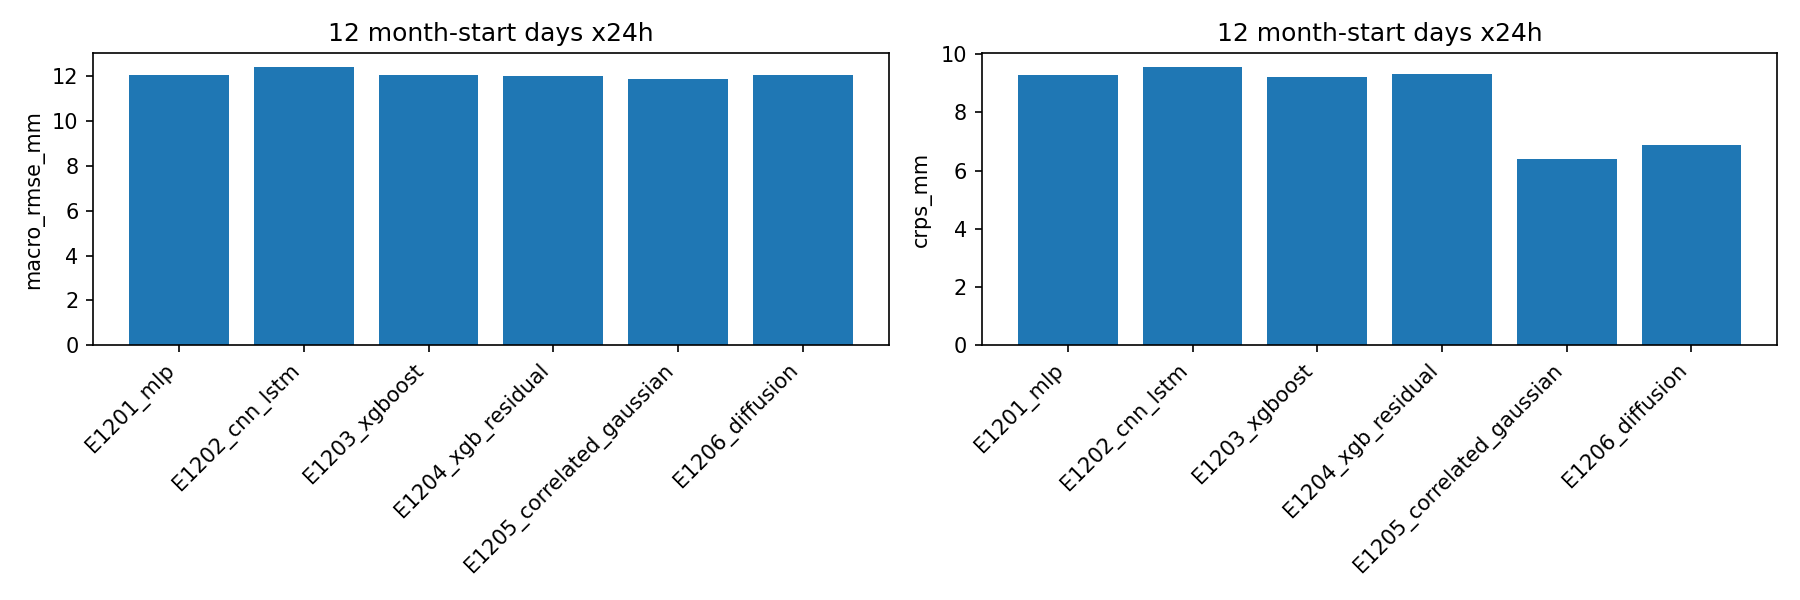 12 month-start days x24h
macro_rmse_mm
12
10
8
6
4
2
0
E1201_mlp
E1202_cnn_lstm
E1203_xgboost
E1204_xgb_residual
E1205_correlated_gaussian
E1206_diffusion
12 month-start days x24h
crps_mm
10
8
6
4
2
0
E1201_mlp
E1202_cnn_lstm
E1203_xgboost
E1204_xgb_residual
E1205_correlated_gaussian
E1206_diffusion